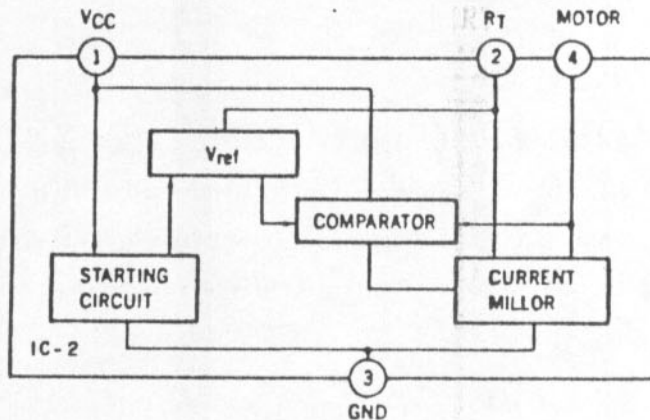 VCC
RT
MOTOR
1
2
4
Vref
COMPARATOR
STARTING
CIRCUIT
CURRENT
MILLOR
IC-2
3
GND